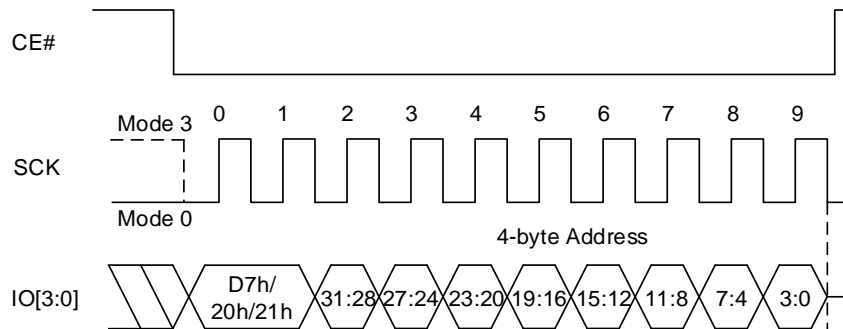 CE#
0 1 2 3 4 5 6 7 8 9
Mode 3
SCK
Mode 0
4-byte Address
IO[3:0]
D7h/
20h/21h
31:28 27:24 23:20 19:16 15:12 11:8 7:4 3:0